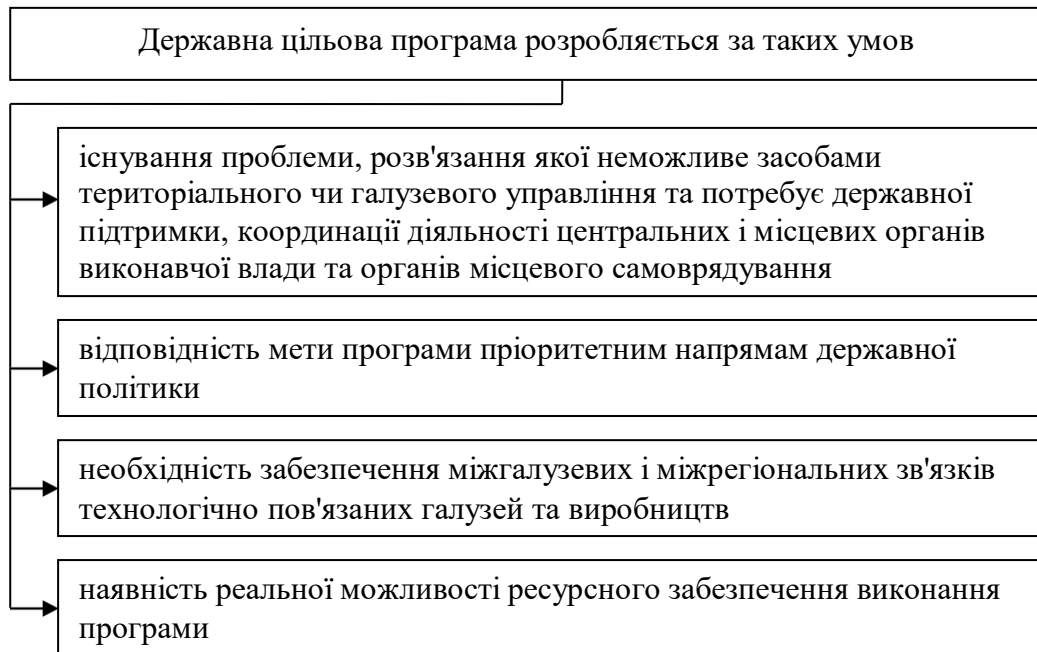 Державна цільова програма розробляється за таких умов
існування проблеми, розв'язання якої неможливе засобами
територіального чи галузевого управління та потребує державної
підтримки, координації діяльності центральних і місцевих органів
виконавчої влади та органів місцевого самоврядування
відповідність мети програми пріоритетним напрямам державної
політики
необхідність забезпечення міжгалузевих і міжрегіональних зв'язків
технологічно пов'язаних галузей та виробництв
наявність реальної можливості ресурсного забезпечення виконання
програми